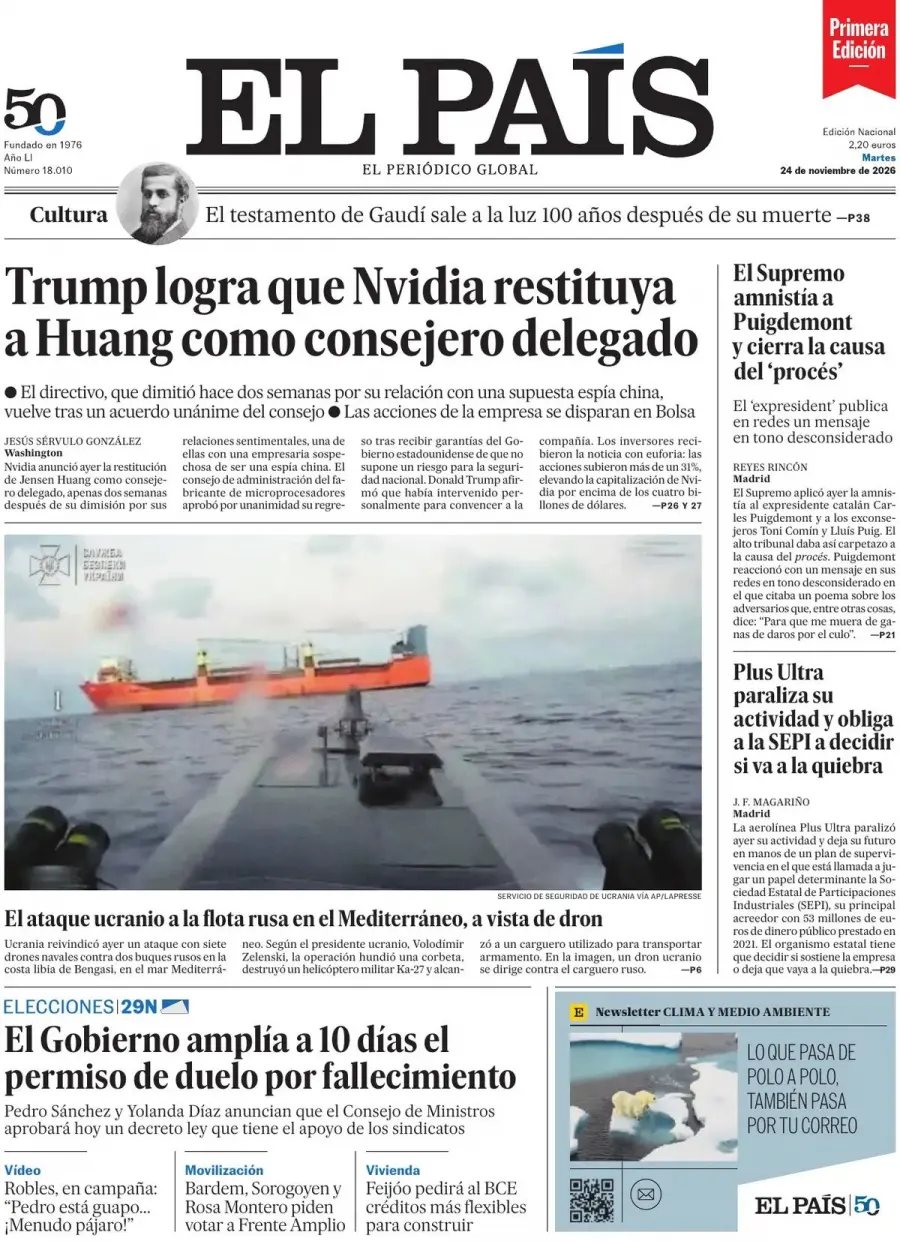 Primera
Edición
EL PAÍS
EL PERIÓDICO GLOBAL
50
Fundado en 1976
Año LI
Número 18.010
Edición Nacional
2,20 euros
Martes
24 de noviembre de 2026
Cultura
El testamento de Gaudí sale a la luz 100 años después de su muerte —P38
Trump logra que Nvidia restituya
a Huang como consejero delegado
● El directivo, que dimitió hace dos semanas por su relación con una supuesta espía china,
vuelve tras un acuerdo unánime del consejo ● Las acciones de la empresa se disparan en Bolsa
JESÚS SÉRVULO GONZÁLEZ
Washington
Nvidia anunció ayer la restitución
de Jensen Huang como conseje-
ro delegado, apenas dos semanas
después de su dimisión por sus
relaciones sentimentales, una de
ellas con una empresaria sospe-
chosa de ser una espía china. El
consejo de administración del fa-
bricante de microprocesadores
aprobó por unanimidad su regre-
so tras recibir garantías del Go-
bierno estadounidense de que no
supone un riesgo para la seguri-
dad nacional. Donald Trump afir-
mó que había intervenido per-
sonalmente para convencer a la
compañía. Los inversores reci-
bieron la noticia con euforia: las
acciones subieron más de un 31%,
elevando la capitalización de Nvi-
dia por encima de los cuatro bi-
llones de dólares. —P26 Y 27
СЛУЖБА
БЕЗПЕКИ
УКРАЇНИ
SERVICIO DE SEGURIDAD DE UCRANIA VÍA AP/LAPRESSE
El ataque ucranio a la flota rusa en el Mediterráneo, a vista de dron
Ucrania reivindicó ayer un ataque con siete
drones navales contra dos buques rusos en la
costa libia de Bengasi, en el mar Mediterrá-
neo. Según el presidente ucranio, Volodímir
Zelenski, la operación hundió una corbeta,
destruyó un helicóptero militar Ka-27 y alcan-
zó a un carguero utilizado para transportar
armamento. En la imagen, un dron ucranio
se dirige contra el carguero ruso. —P6
El Supremo
amnistía a
Puigdemont
y cierra la causa
del ‘procés’
El ‘expresident’ publica
en redes un mensaje
en tono desconsiderado
REYES RINCÓN
Madrid
El Supremo aplicó ayer la amnis-
tía al expresidente catalán Car-
les Puigdemont y a los exconse-
jeros Toni Comín y Lluís Puig. El
alto tribunal daba así carpetazo a
la causa del procés. Puigdemont
reaccionó con un mensaje en sus
redes en tono desconsiderado en
el que citaba un poema sobre los
adversarios que, entre otras cosas,
dice: “Para que me muera de ga-
nas de daros por el culo”. —P21
Plus Ultra
paraliza su
actividad y obliga
a la SEPI a decidir
si va a la quiebra
J. F. MAGARIÑO
Madrid
La aerolínea Plus Ultra paralizó
ayer su actividad y deja su futuro
en manos de un plan de supervi-
vencia en el que está llamada a ju-
gar un papel determinante la So-
ciedad Estatal de Participaciones
Industriales (SEPI), su principal
acreedor con 53 millones de eu-
ros de dinero público prestado en
2021. El organismo estatal tiene
que decidir si sostiene la empresa
o deja que vaya a la quiebra.—P29
ELECCIONES|29N
El Gobierno amplía a 10 días el
permiso de duelo por fallecimiento
Pedro Sánchez y Yolanda Díaz anuncian que el Consejo de Ministros
aprobará hoy un decreto ley que tiene el apoyo de los sindicatos
Vídeo
Robles, en campaña:
“Pedro está guapo...
¡Menudo pájaro!”
Movilización
Bardem, Sorogoyen y
Rosa Montero piden
votar a Frente Amplio
Vivienda
Feijóo pedirá al BCE
créditos más flexibles
para construir
E Newsletter CLIMA Y MEDIO AMBIENTE
LO QUE PASA DE
POLO A POLO,
TAMBIÉN PASA
POR TU CORREO
EL PAÍS | 50